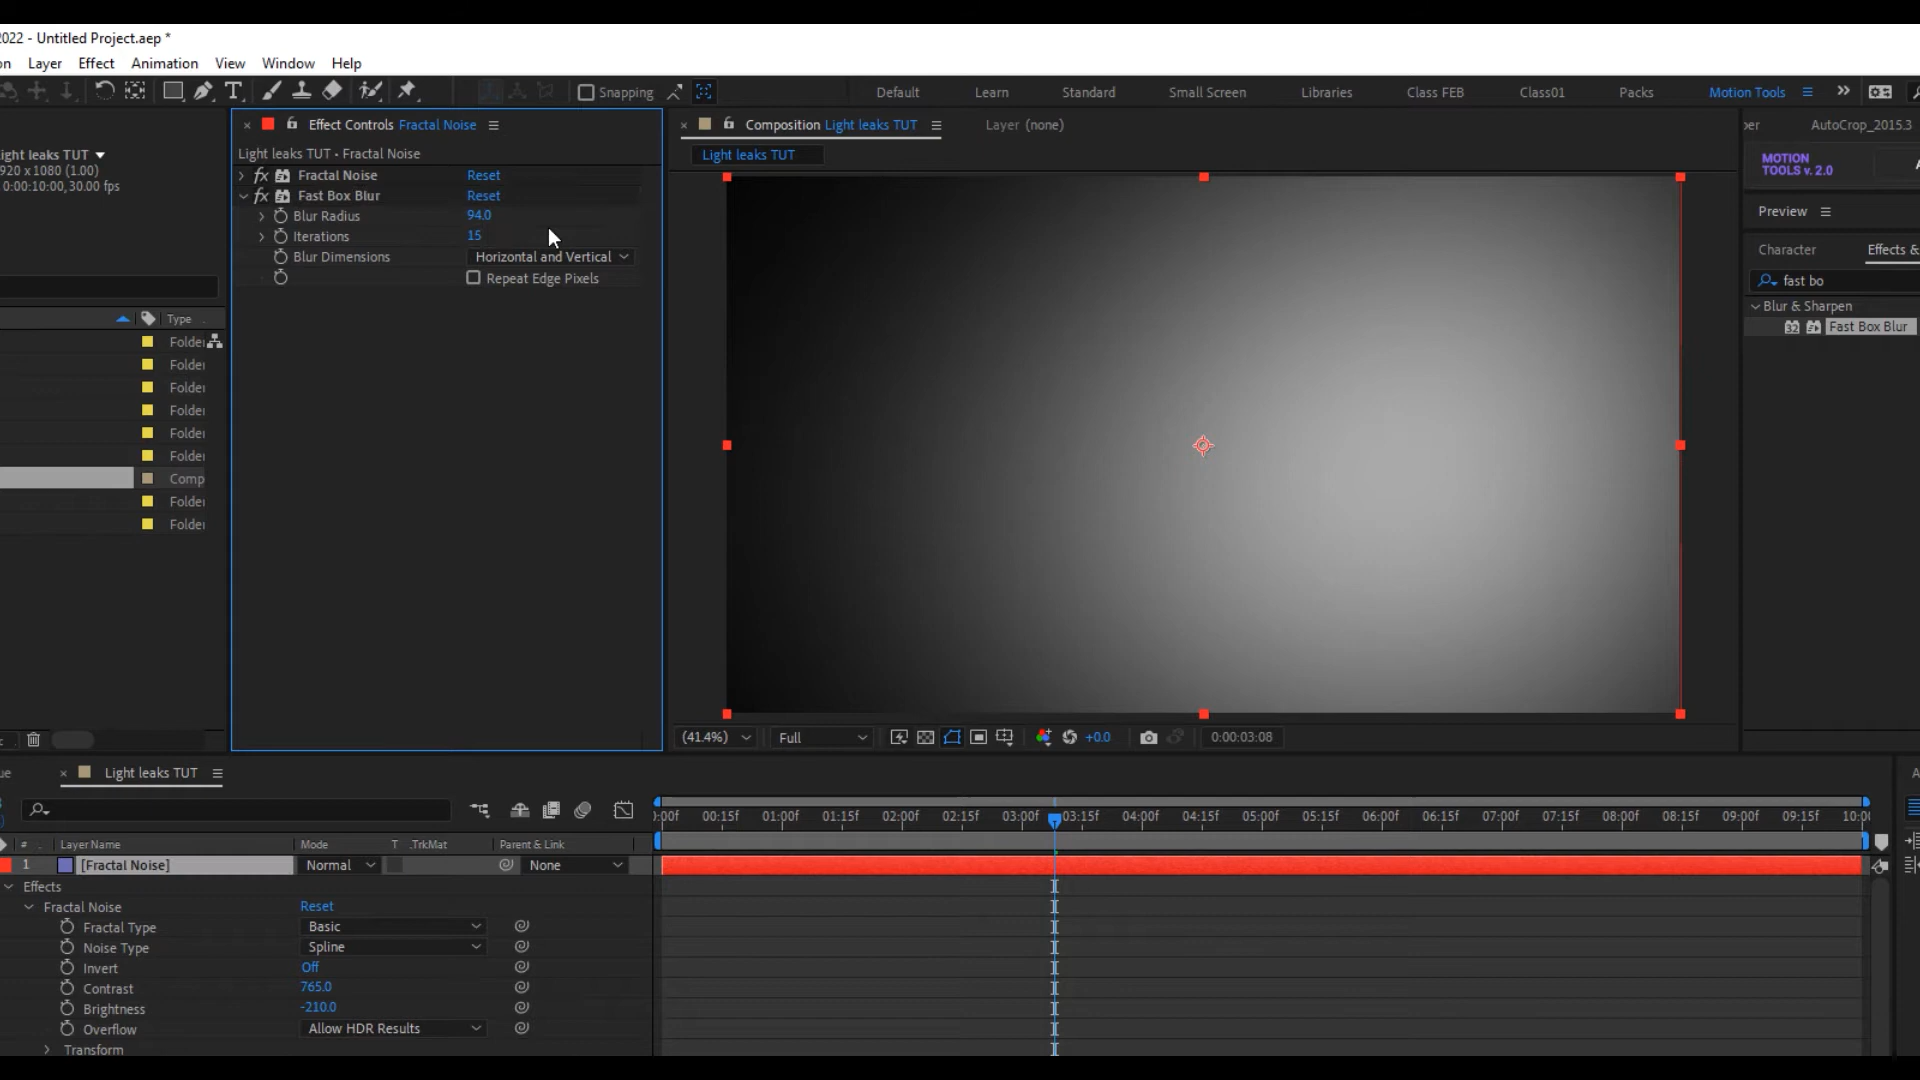 2022 - Untitled Project.aep *
on Layer Effect Animation View Window Help
Snapping Default Learn Standard Small Screen Libraries Class FEB Class01 Packs Motion Tools
Effect Controls Fractal Noise
Composition Light leaks TUT
Layer (none)
per AutoCrop_2015.3
Light leaks TUT • Fractal Noise
ight leaks TUT
920 x 1080 (1.00)
0:00:10:00, 30.00 fps
Light leaks TUT
MOTION
TOOLS v. 2.0
fx Fractal Noise Reset
fx Fast Box Blur Reset
Blur Radius 94.0
Iterations 15
Blur Dimensions Horizontal and Vertical
Repeat Edge Pixels
Preview
Character Effects &
fast bo
Blur & Sharpen
32 Fast Box Blur
Type
Folder
Folder
Folder
Folder
Folder
Folder
Comp
Folder
Folder
(41.4%) Full +0.0 0:00:03:08
Light leaks TUT
:00f 00:15f 01:00f 01:15f 02:00f 02:15f 03:00f 03:15f 04:00f 04:15f 05:00f 05:15f 06:00f 06:15f 07:00f 07:15f 08:00f 08:15f 09:00f 09:15f 10:00
# Layer Name Mode T .TrkMat Parent & Link
1 [Fractal Noise] Normal None
Effects
Fractal Noise Reset
Fractal Type Basic
Noise Type Spline
Invert Off
Contrast 765.0
Brightness -210.0
Overflow Allow HDR Results
Transform